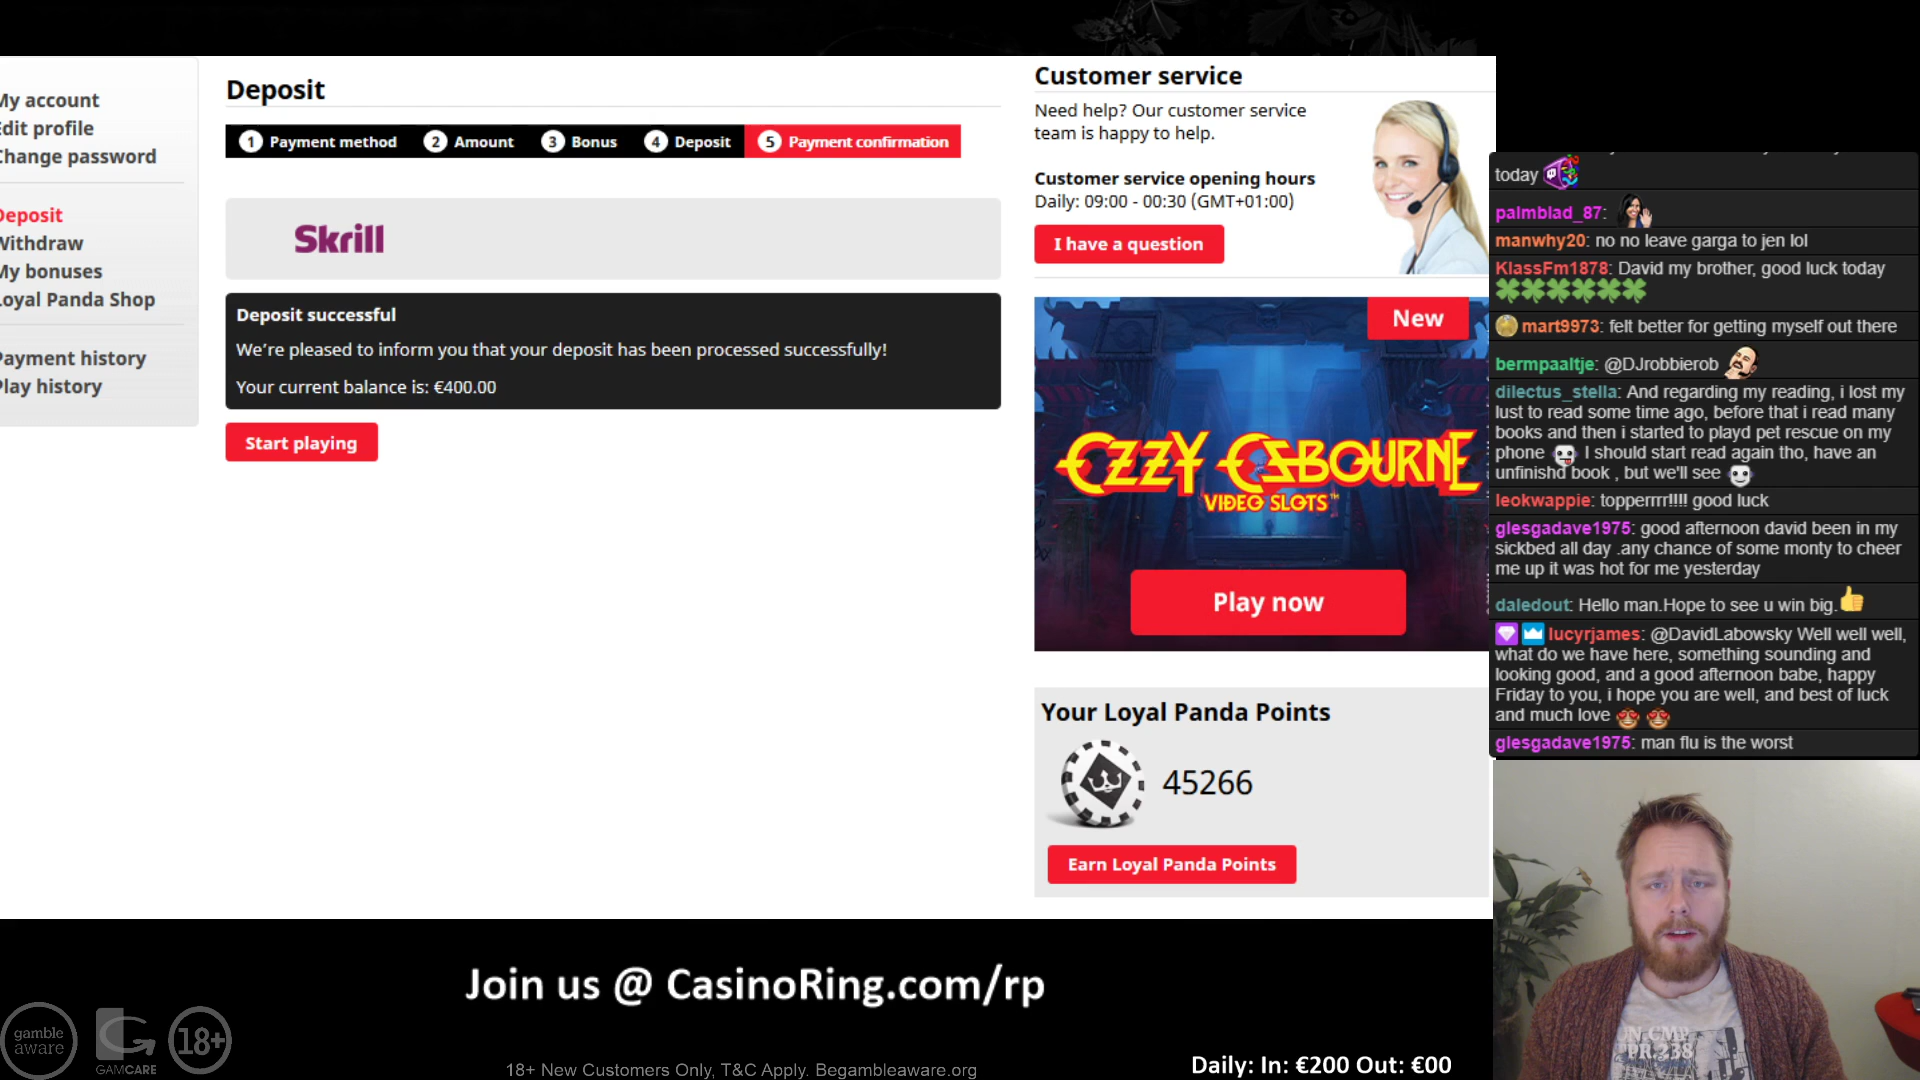 My account
Edit profile
Change password
Deposit
Withdraw
My bonuses
Loyal Panda Shop
Payment history
Play history
Deposit
1 Payment method 2 Amount 3 Bonus 4 Deposit 5 Payment confirmation
Skrill
Deposit successful
We're pleased to inform you that your deposit has been processed successfully!
Your current balance is: €400.00
Start playing
Customer service
Need help? Our customer service
team is happy to help.
Customer service opening hours
Daily: 09:00 - 00:30 (GMT+01:00)
I have a question
New
OZZY OSBOURNE
VIDEO SLOTS™
Play now
Your Loyal Panda Points
45266
Earn Loyal Panda Points
today
palmblad_87:
manwhy20: no no leave garga to jen lol
KlassFm1878: David my brother, good luck today
mart9973: felt better for getting myself out there
bermpaaltje: @DJrobbierob
dilectus_stella: And regarding my reading, i lost my
lust to read some time ago, before that i read many
books and then i started to playd pet rescue on my
phone I should start read again tho, have an
unfinishd book , but we'll see
leokwappie: topperrrr!!!! good luck
glesgadave1975: good afternoon david been in my
sickbed all day .any chance of some monty to cheer
me up it was hot for me yesterday
daledout: Hello man.Hope to see u win big.
lucyrjames: @DavidLabowsky Well well well,
what do we have here, something sounding and
looking good, and a good afternoon babe, happy
Friday to you, i hope you are well, and best of luck
and much love
glesgadave1975: man flu is the worst
Join us @ CasinoRing.com/rp
gamble
aware
GAMCARE
18+
18+ New Customers Only, T&C Apply. Begambleaware.org
Daily: In: €200 Out: €00
PR.238